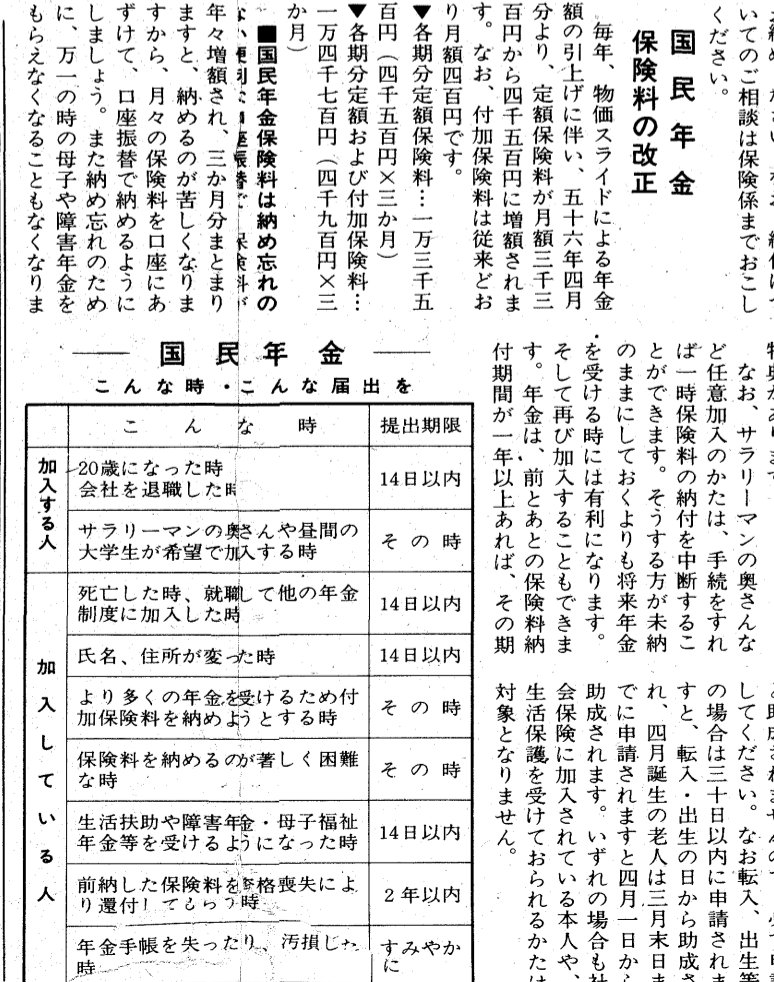 いてのご相談は保険係までおこし
ください。
国民年金
保険料の改正
毎年、物価スライドによる年金
額の引上げに伴い、五十六年四月
分より、定額保険料が月額三千三
百円から四千五百円に増額されま
す。なお、付加保険料は従来どお
り月額四百円です。
▼各期分定額保険料…一万三千五
百円（四千五百円×三か月）
▼各期分定額および付加保険料…
一万四千七百円（四千九百円×三
か月）
■国民年金保険料は納め忘れの
ない便利な口座振替で 保険料が
年々増額され、三か月分まとまり
ますと、納めるのが苦しくなりま
すから、月々の保険料を口座にあ
ずけて、口座振替で納めるように
しましょう。また納め忘れのため
に、万一の時の母子や障害年金を
もらえなくなることもなくなりま
なお、サラリーマンの奥さんな
ど任意加入のかたは、手続をすれ
ば一時保険料の納付を中断するこ
とができます。そうする方が未納
のままにしておくよりも将来年金
を受ける時には有利になります。
そして再び加入することもできま
す。年金は、前とあとの保険料納
付期間が一年以上あれば、その期
してください。なお転入、出生等
の場合は三十日以内に申請されま
すと、転入・出生の日から助成さ
れ、四月誕生の老人は三月末日ま
でに申請されますと四月一日から
助成されます。いずれの場合も社
会保険に加入されている本人や、
生活保護を受けておられるかたは
対象となりません。
国民年金
こんな時・こんな届出を
こんな時 提出期限
加入する人
20歳になった時
会社を退職した時
14日以内
サラリーマンの奥さんや昼間の
大学生が希望で加入する時
その時
加入している人
死亡した時、就職して他の年金
制度に加入した時
14日以内
氏名、住所が変った時 14日以内
より多くの年金を受けるため付
加保険料を納めようとする時
その時
保険料を納めるのが著しく困難
な時
その時
生活扶助や障害年金・母子福祉
年金等を受けるようになった時
14日以内
前納した保険料を資格喪失によ
り還付してもらう時
2年以内
年金手帳を失ったり、汚損した
時
すみやか
に